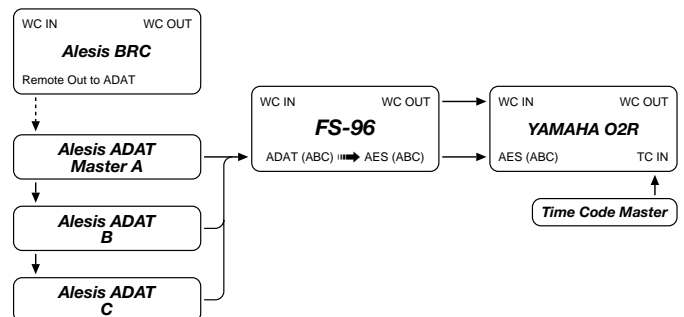 WC IN WC OUT
Alesis BRC
Remote Out to ADAT
Alesis ADAT
Master A
Alesis ADAT
B
Alesis ADAT
C
WC IN WC OUT
FS-96
ADAT (ABC) AES (ABC)
WC IN WC OUT
YAMAHA O2R
AES (ABC) TC IN
Time Code Master